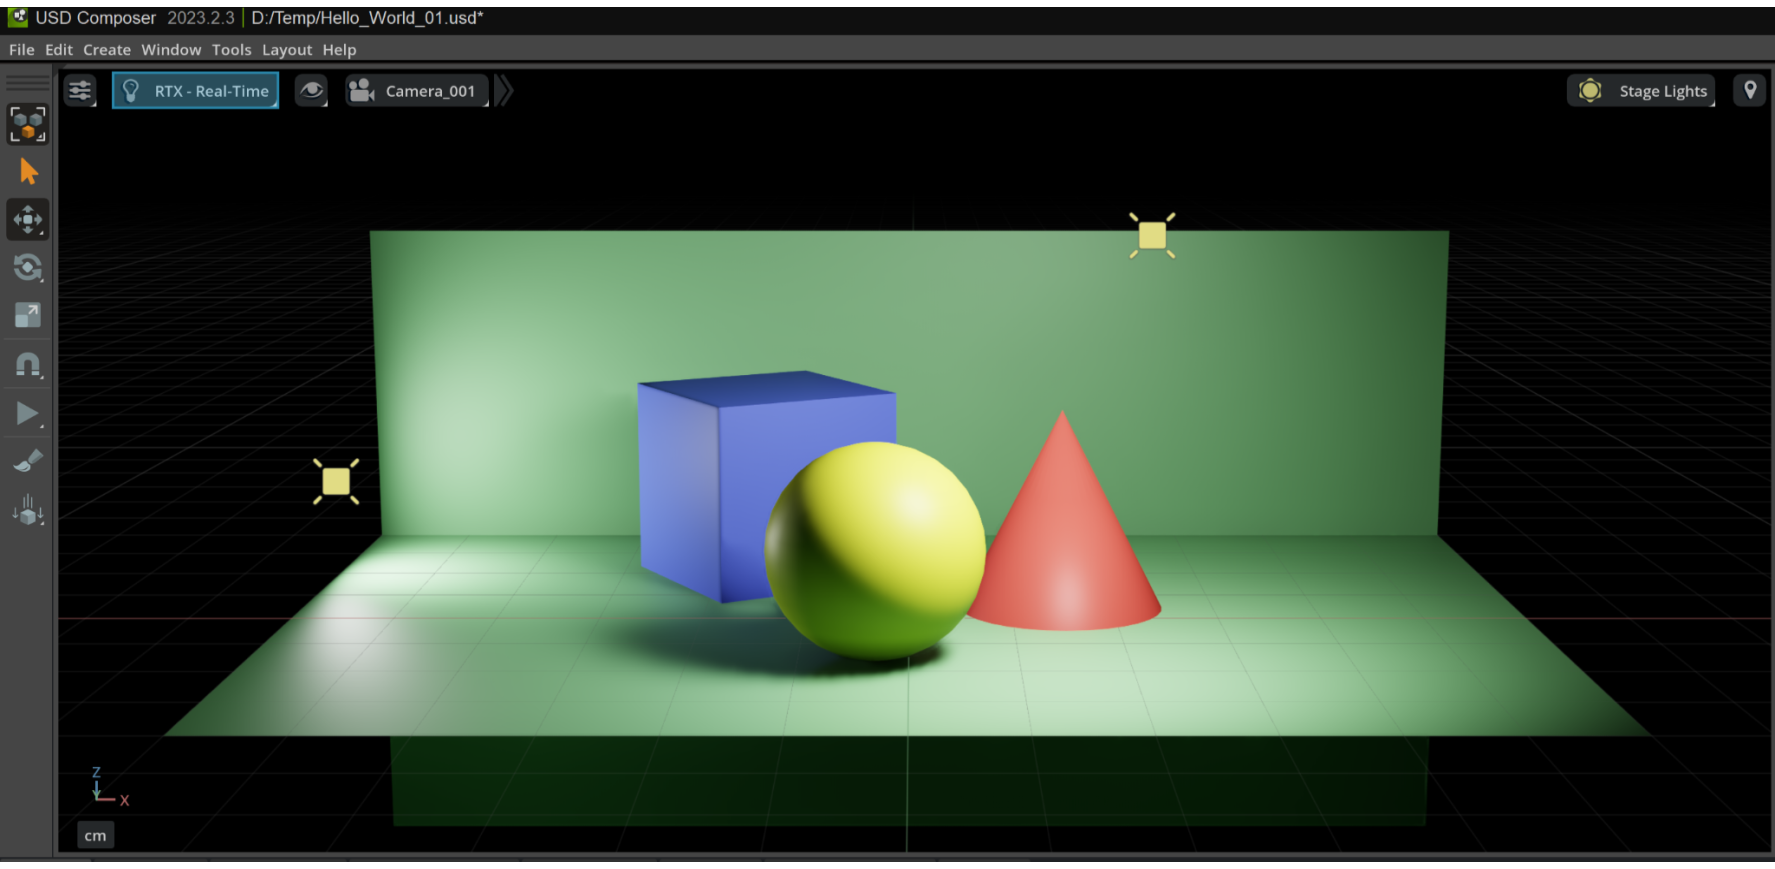 USD Composer 2023.2.3 | D:/Temp/Hello_World_01.usd*
File Edit Create Window Tools Layout Help
RTX - Real-Time
Camera_001
Stage Lights
Z
X
cm